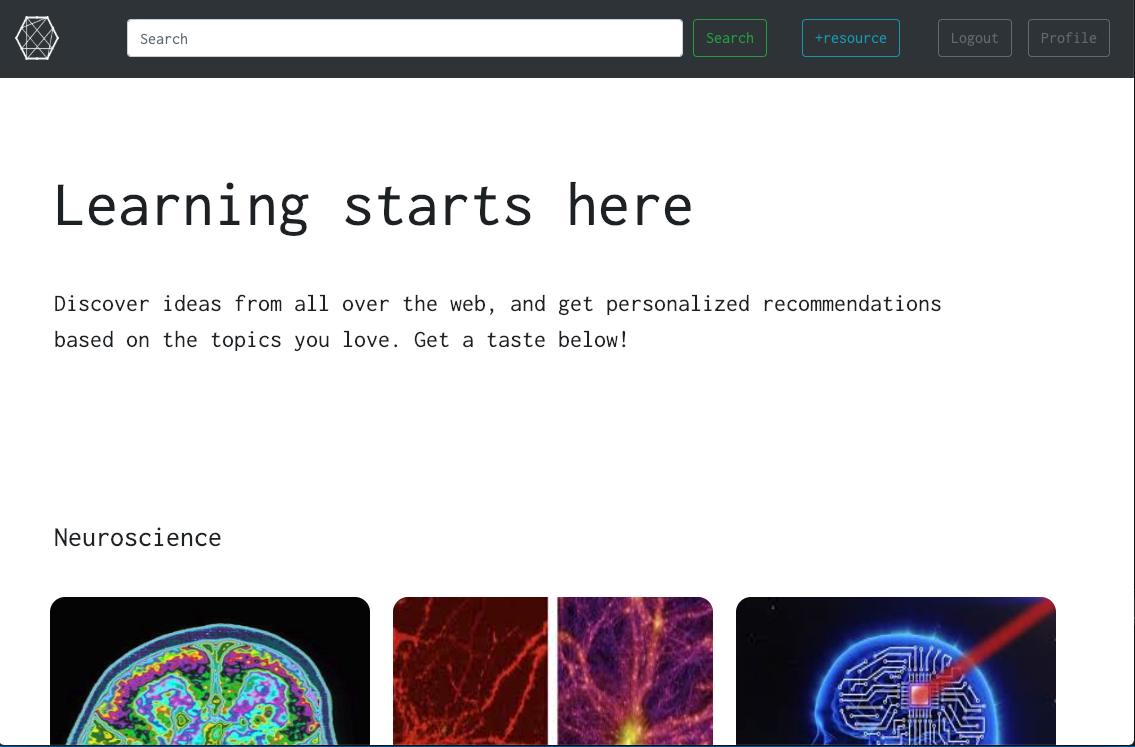 Search
Search
+resource
Logout
Profile
Learning starts here
Discover ideas from all over the web, and get personalized recommendations
based on the topics you love. Get a taste below!
Neuroscience